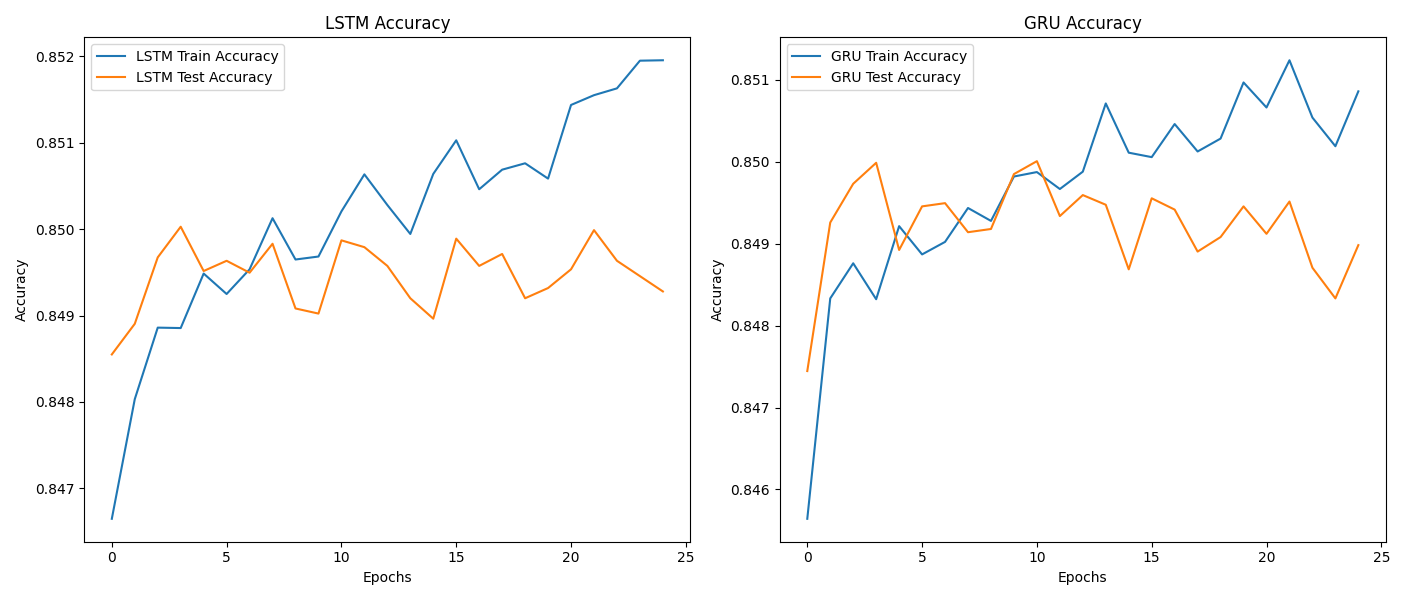 LSTM Accuracy
LSTM Train Accuracy
LSTM Test Accuracy
0.852
0.851
0.850
0.849
0.848
0.847
Accuracy
0
5
10
15
20
25
Epochs
GRU Accuracy
GRU Train Accuracy
GRU Test Accuracy
0.851
0.850
0.849
0.848
0.847
0.846
Accuracy
0
5
10
15
20
25
Epochs